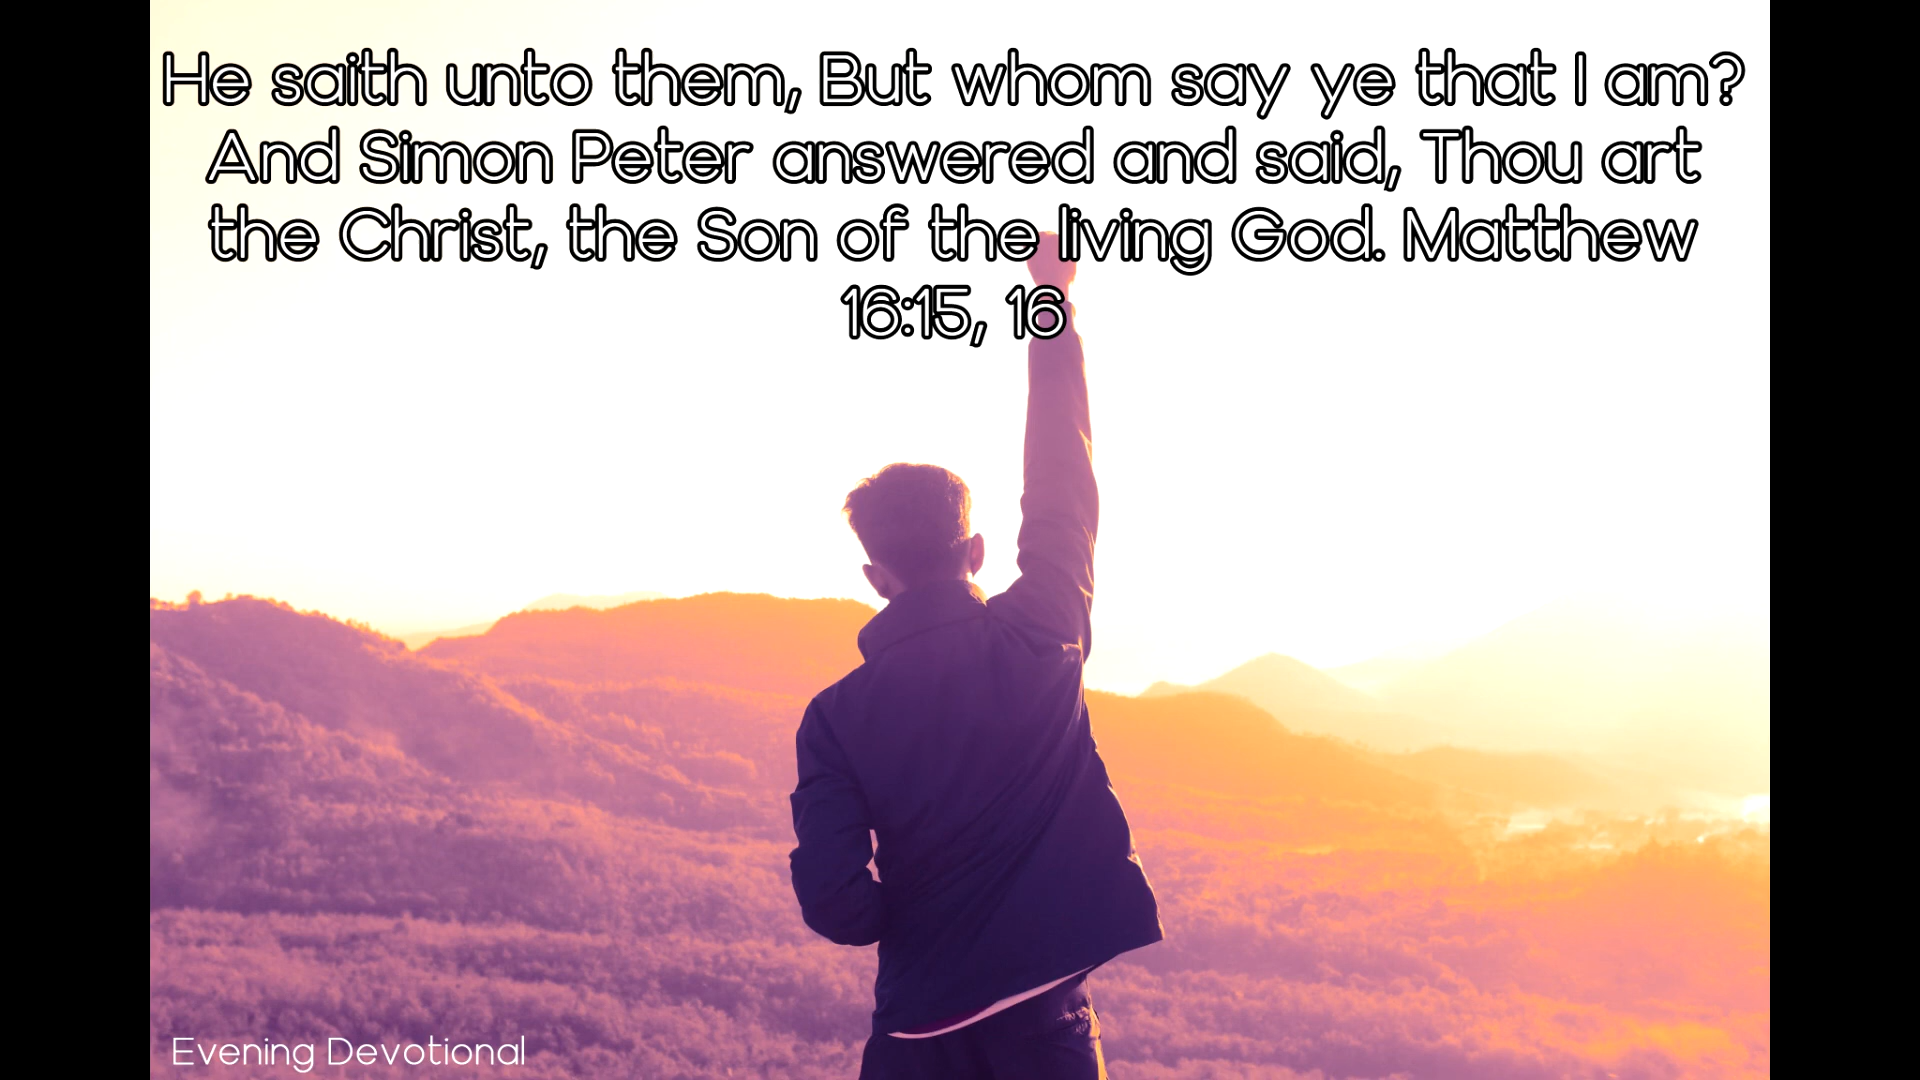 He saith unto them, But whom say ye that I am?
And Simon Peter answered and said, Thou art
the Christ, the Son of the living God. Matthew
16:15, 16
Evening Devotional